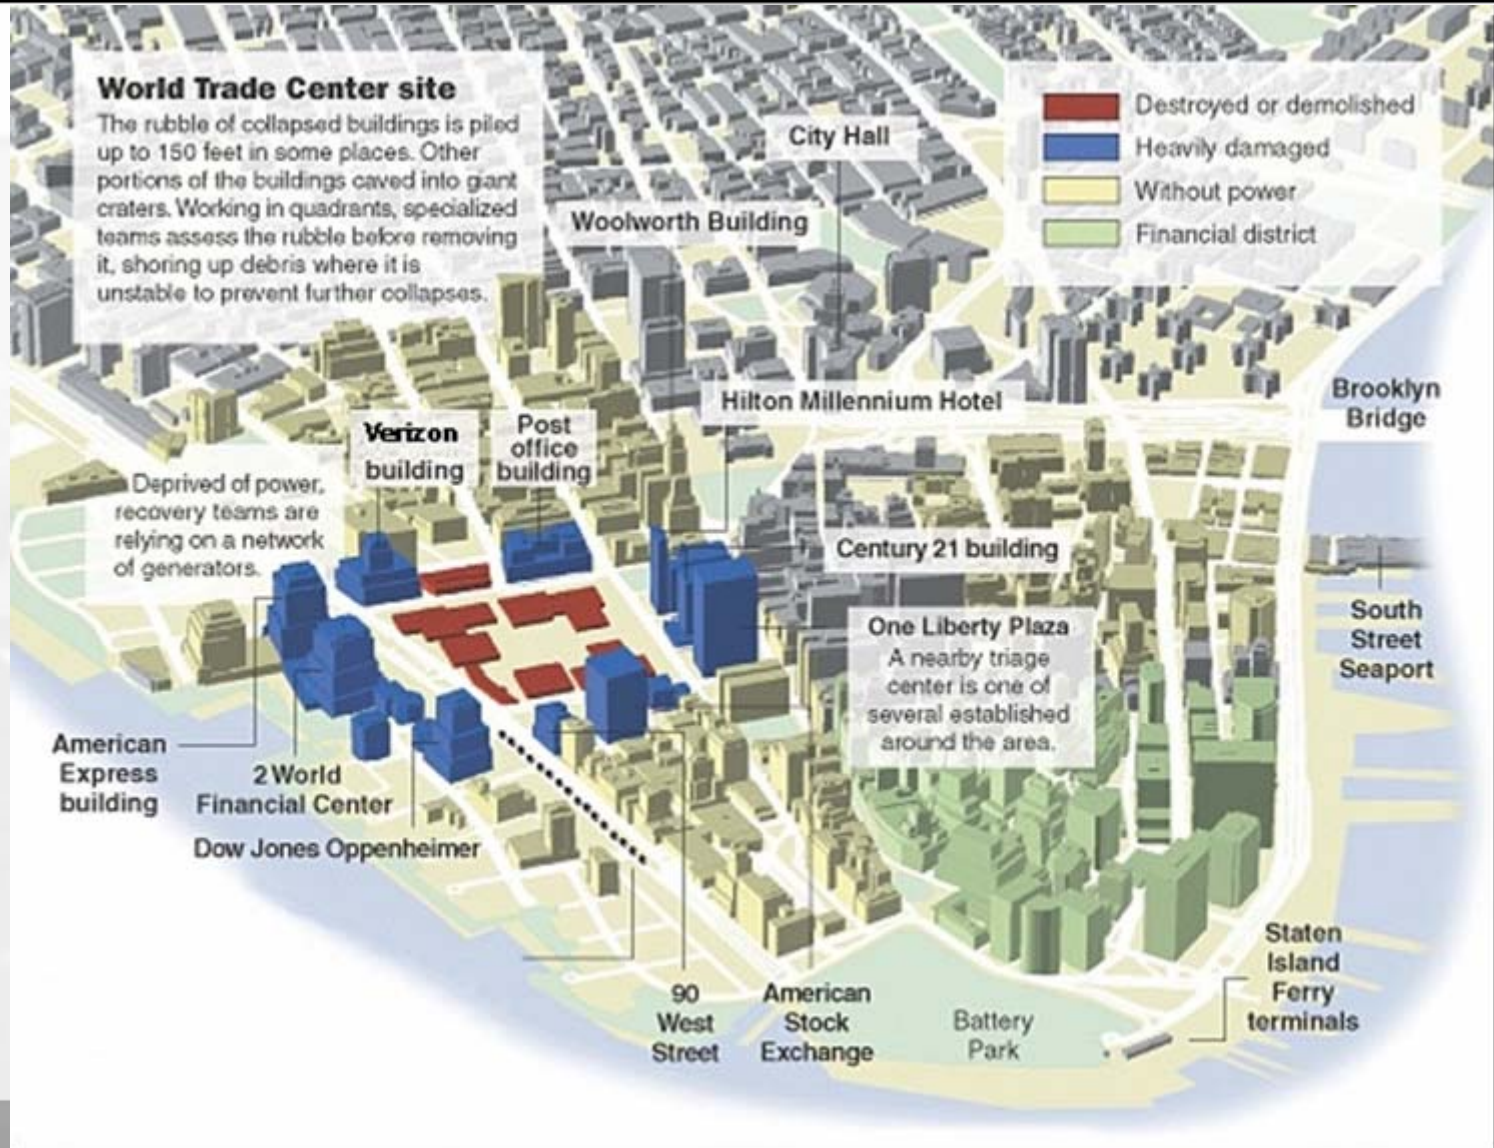 World Trade Center site
The rubble of collapsed buildings is piled
up to 150 feet in some places. Other
portions of the buildings caved into giant
craters. Working in quadrants, specialized
teams assess the rubble before removing
it, shoring up debris where it is
unstable to prevent further collapses.
Destroyed or demolished
Heavily damaged
Without power
Financial district
City Hall
Woolworth Building
Hilton Millennium Hotel
Brooklyn
Bridge
Verizon
building
Post
office
building
Deprived of power,
recovery teams are
relying on a network
of generators.
Century 21 building
One Liberty Plaza
A nearby triage
center is one of
several established
around the area.
South
Street
Seaport
American
Express
building
2 World
Financial Center
Dow Jones Oppenheimer
90
West
Street
American
Stock
Exchange
Battery
Park
Staten
Island
Ferry
terminals